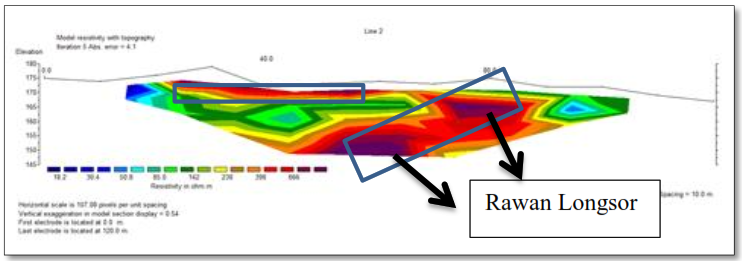 Line 2
Model resistivity with topography
Iteration 5 Abs. error = 4.1
Elevation
180
0.0
40.0
80.0
175
170
165
160
155
150
145
18.2 30.4 50.8 85.0 142 238 398 666
Resistivity in ohm.m
Rawan Longsor
Horizontal scale is 107.08 pixels per unit spacing
Vertical exaggeration in model section display = 0.54
First electrode is located at 0.0 m.
Last electrode is located at 120.0 m.
Spacing = 10.0 m